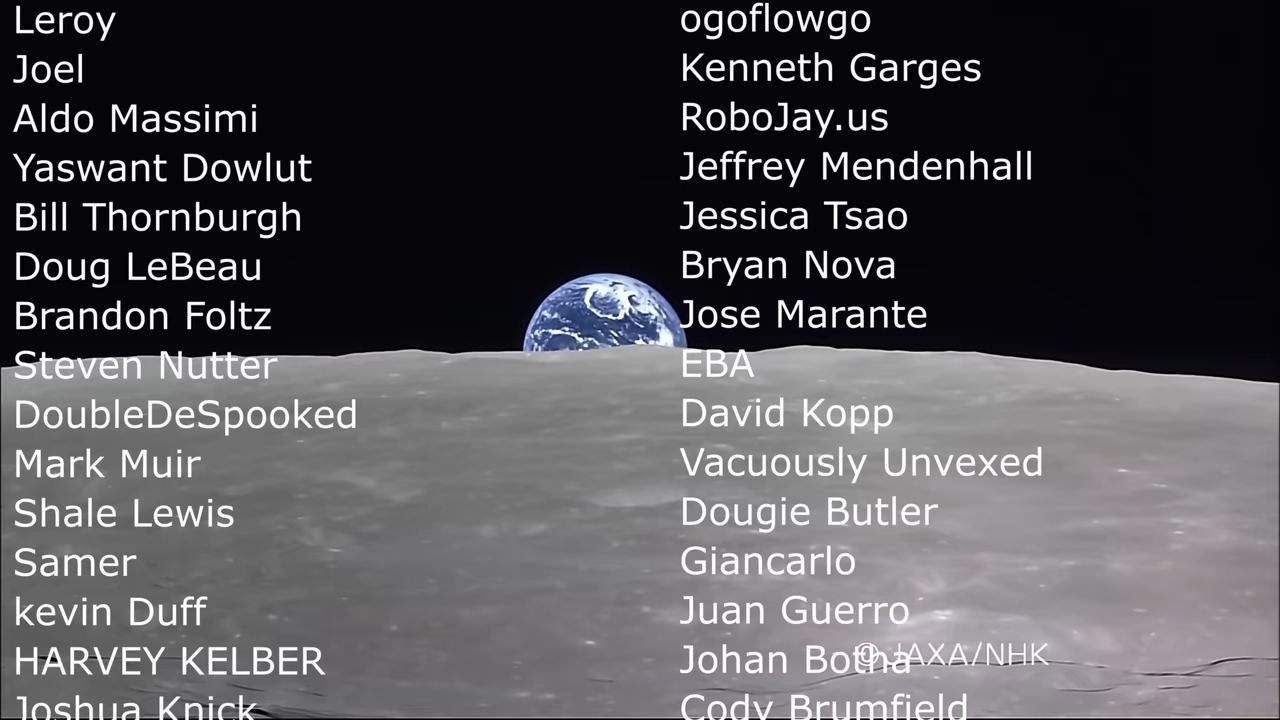 Leroy
Joel
Aldo Massimi
Yaswant Dowlut
Bill Thornburgh
Doug LeBeau
Brandon Foltz
Steven Nutter
DoubleDeSpooked
Mark Muir
Shale Lewis
Samer
kevin Duff
HARVEY KELBER
Joshua Knick
ogoflowgo
Kenneth Garges
RoboJay.us
Jeffrey Mendenhall
Jessica Tsao
Bryan Nova
Jose Marante
EBA
David Kopp
Vacuously Unvexed
Dougie Butler
Giancarlo
Juan Guerro
Johan Botha
© JAXA/NHK
Cody Brumfield